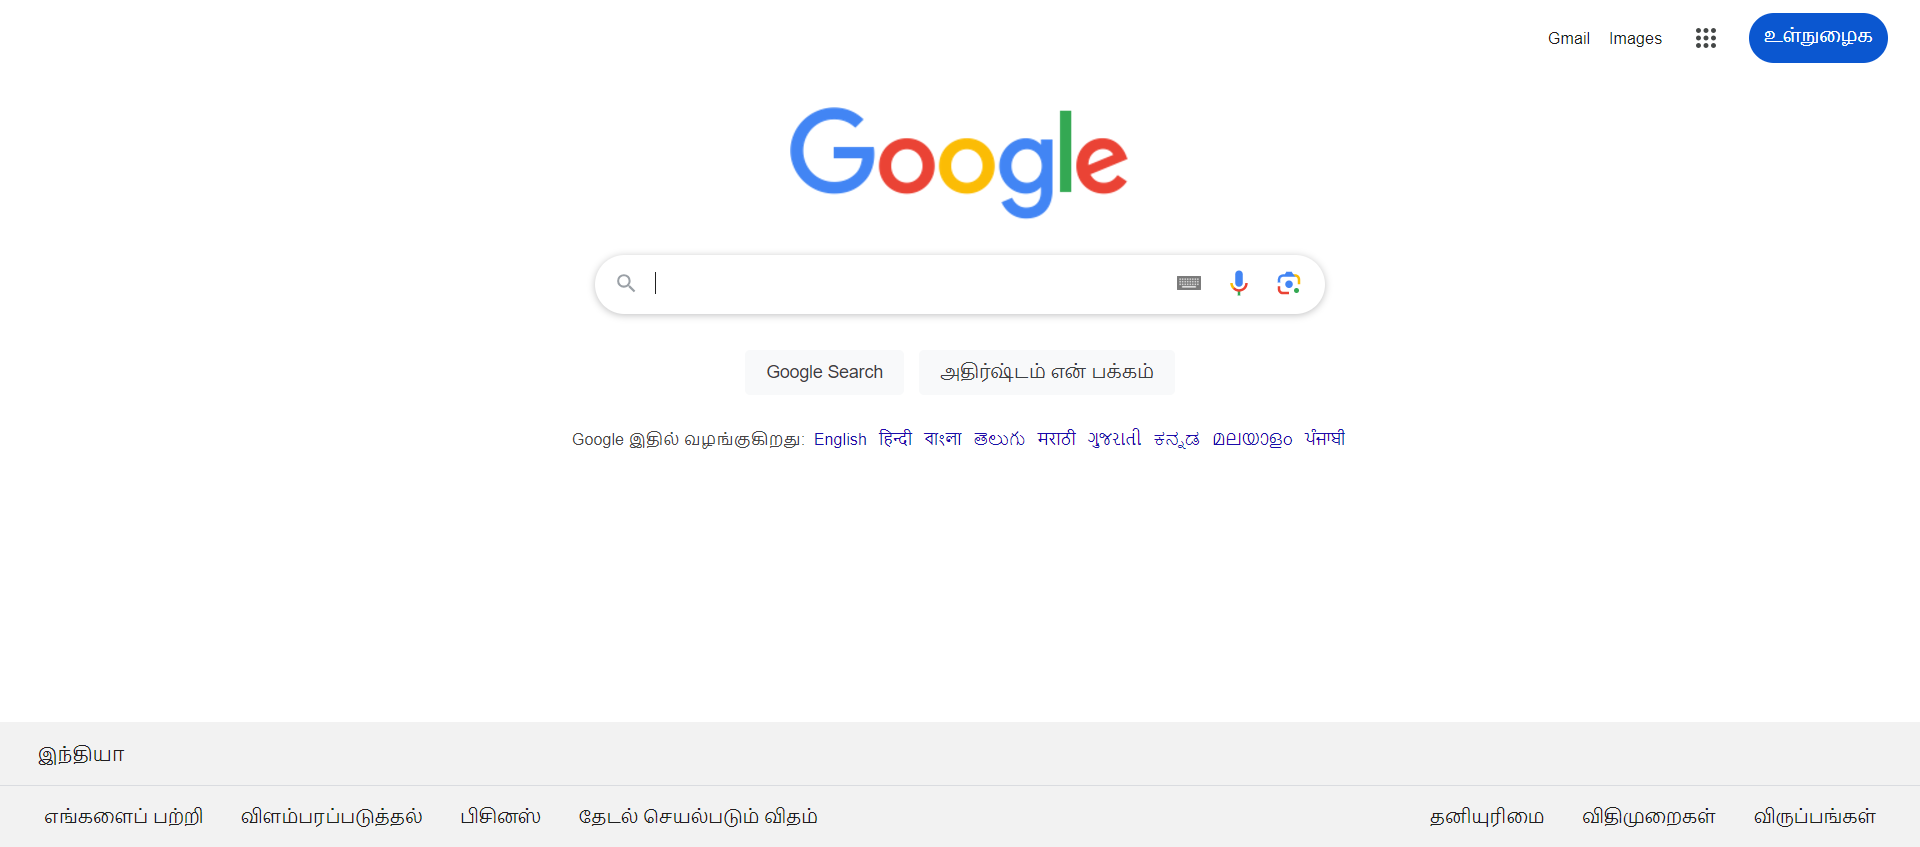 Gmail Images உள்நுழைக
Google
Google Search அதிர்ஷ்டம் என் பக்கம்
Google இதில் வழங்குகிறது: English हिन्दी বাংলা తెలుగు मराठी ગુજરાતી ಕನ್ನಡ മലയാളം ਪੰਜਾਬੀ
இந்தியா
எங்களைப் பற்றி விளம்பரப்படுத்தல் பிசினஸ் தேடல் செயல்படும் விதம் தனியுரிமை விதிமுறைகள் விருப்பங்கள்